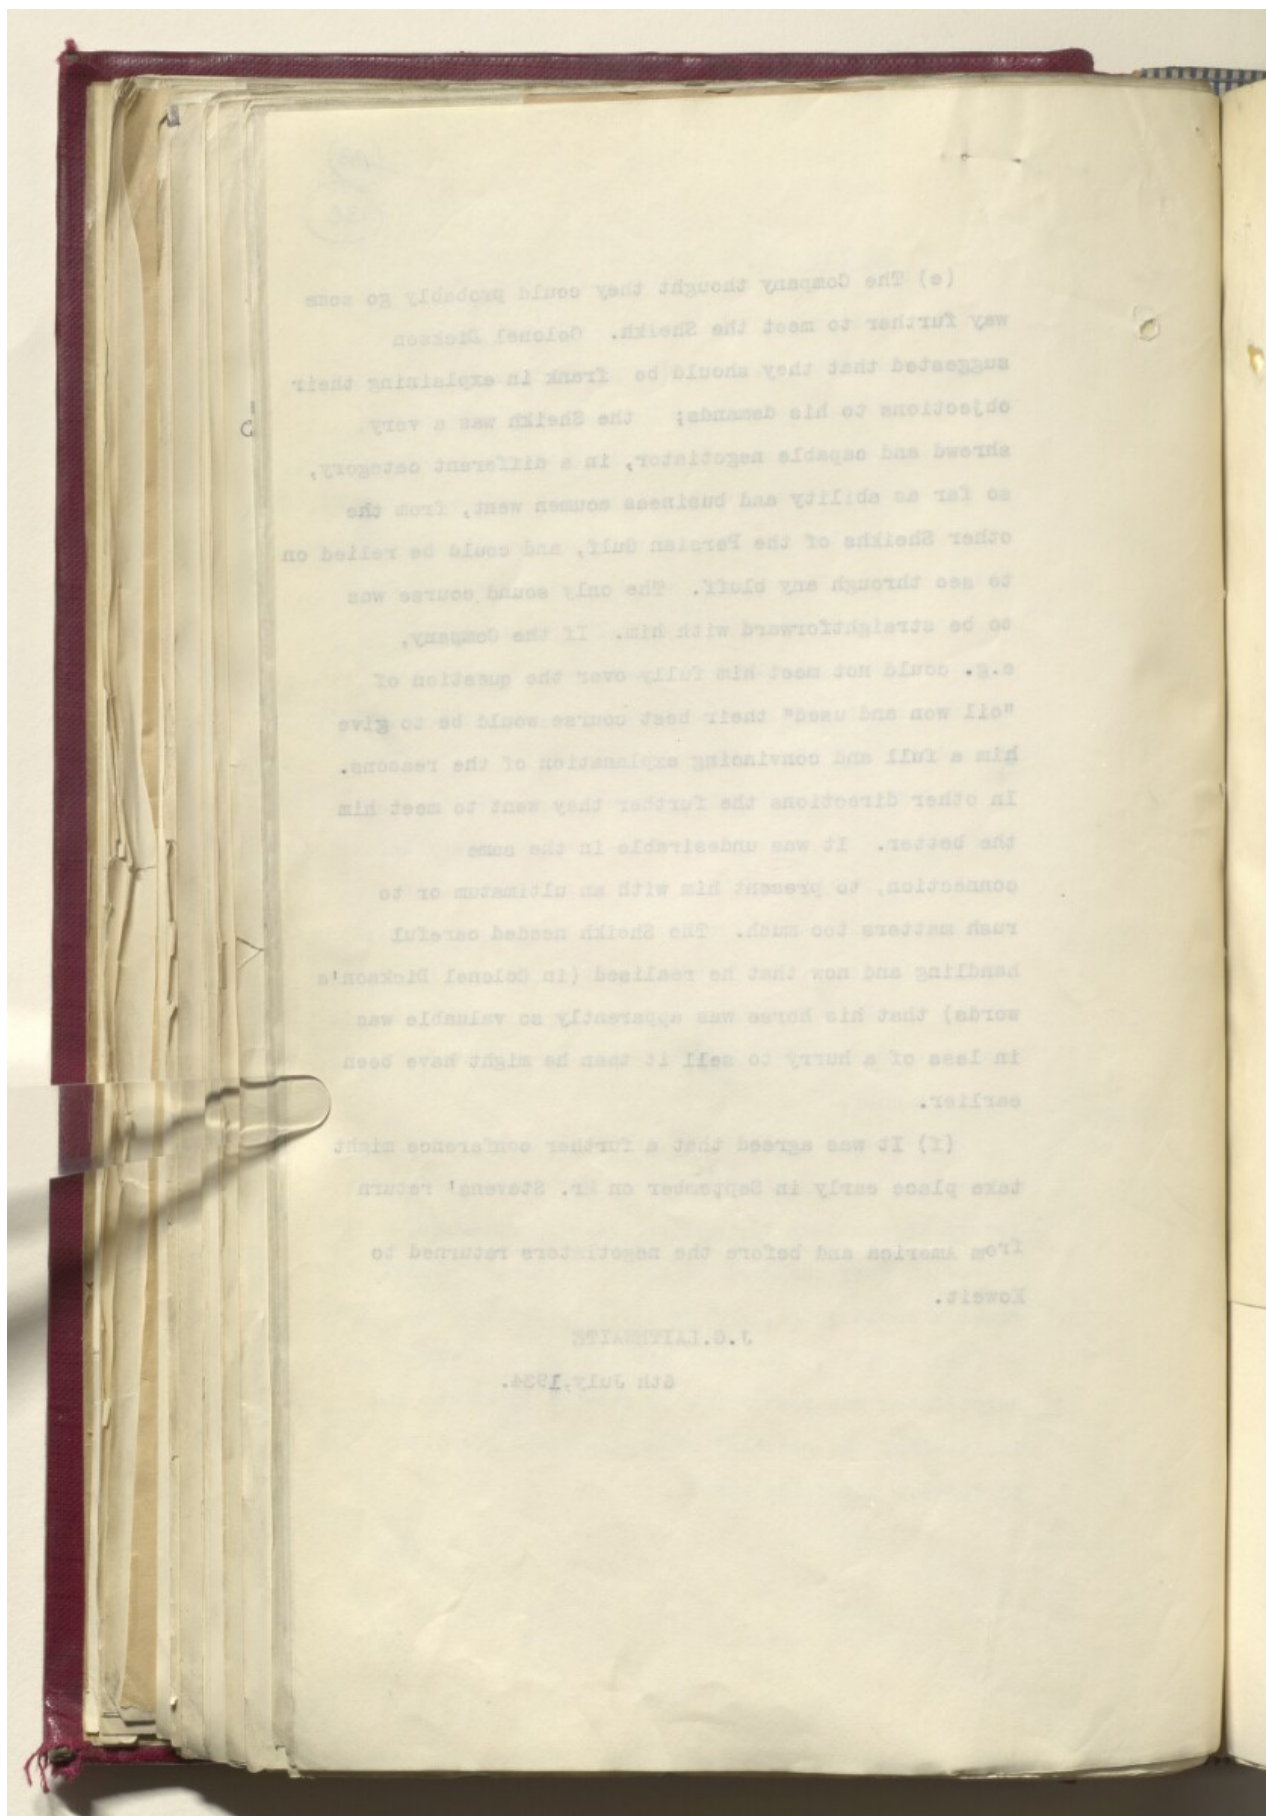 (e) The Company thought they could probably go some
way further to meet the Sheikh. Colonel Dickson
suggested that they should be frank in explaining their
objections to his demands; the Sheikh was a very
shrewd and capable negotiator, in a different category,
so far as ability and business acumen went, from the
other Sheikhs of the Persian Gulf, and could be relied on
to see through any bluff. The only sound course was
to be straightforward with him. If the Company,
e.g. could not meet him fully over the question of
"oil won and used" their best course would be to give
him a full and convincing explanation of the reasons.
In other directions the further they went to meet him
the better. It was undesirable in the same
connection, to present him with an ultimatum or to
rush matters too much. The Sheikh needed careful
handling and now that he realised (in Colonel Dickson's
words) that his horse was apparently so valuable was
in less of a hurry to sell it than he might have been
earlier.
(f) It was agreed that a further conference might
take place early in September on Mr. Stevens' return
from America and before the negotiators returned to
Koweit.
J.G.LAITHWAITE
6th July, 1934.